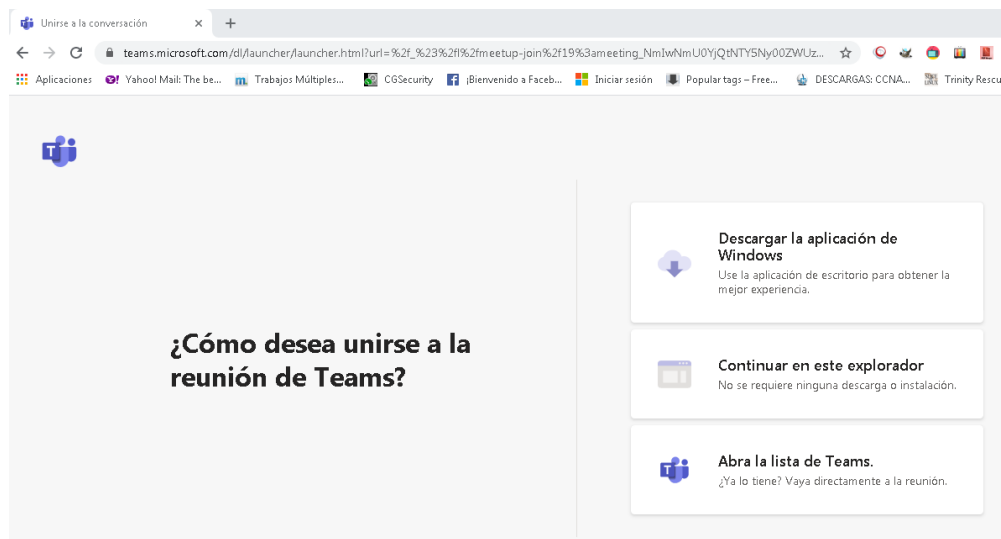 Unirse a la conversación
teams.microsoft.com/dl/launcher/launcher.html?url=%2f_%23%2fl%2fmeetup-join%2f19%3ameeting_NmIwNmU0YjQtNTY5Ny00ZWUz...
Aplicaciones Yahoo! Mail: The be... Trabajos Múltiples... CGSecurity ¡Bienvenido a Faceb... Iniciar sesión Popular tags – Free... DESCARGAS: CCNA... Trinity Rescu
Descargar la aplicación de
Windows
Use la aplicación de escritorio para obtener la
mejor experiencia.
¿Cómo desea unirse a la
reunión de Teams?
Continuar en este explorador
No se requiere ninguna descarga o instalación.
Abra la lista de Teams.
¿Ya lo tiene? Vaya directamente a la reunión.